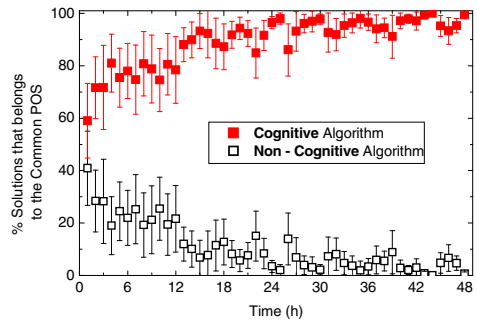 % Solutions that belongs
to the Common POS
100
80
60
40
20
0
Cognitive Algorithm
Non - Cognitive Algorithm
0 6 12 18 24 30 36 42 48
Time (h)